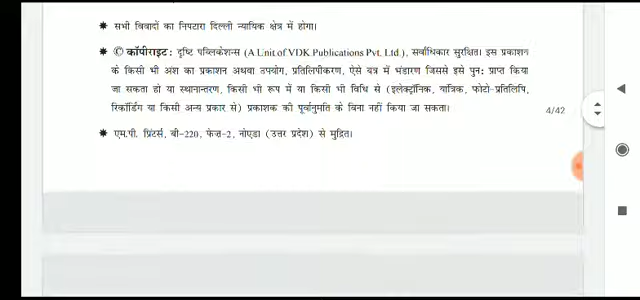 ✱ सभी विवादों का निपटारा दिल्ली न्यायिक क्षेत्र में होगा।
✱ © कॉपीराइट: दृष्टि पब्लिकेशन्स (A Unit of VDK Publications Pvt. Ltd.), सर्वाधिकार सुरक्षित। इस प्रकाशन
के किसी भी अंश का प्रकाशन अथवा उपयोग, प्रतिलिपीकरण, ऐसे यंत्र में भंडारण जिससे इसे पुन: प्राप्त किया
जा सकता हो या स्थानान्तरण, किसी भी रूप में या किसी भी विधि से (इलेक्ट्रॉनिक, यांत्रिक, फोटो-प्रतिलिपि,
रिकॉर्डिंग या किसी अन्य प्रकार से) प्रकाशक की पूर्वानुमति के बिना नहीं किया जा सकता।
4/42
✱ एम.पी. प्रिंटर्स, बी-220, फेज़-2, नोएडा (उत्तर प्रदेश) से मुद्रित।